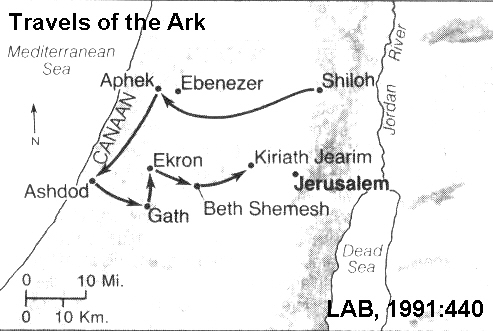 Travels of the Ark
Mediterranean
Sea
Jordan River
Aphek
Ebenezer
Shiloh
N
CANAAN
Ekron
Kiriath Jearim
Ashdod
Gath
Beth Shemesh
Jerusalem
Dead
Sea
0 10 Mi.
0 10 Km.
LAB, 1991:440